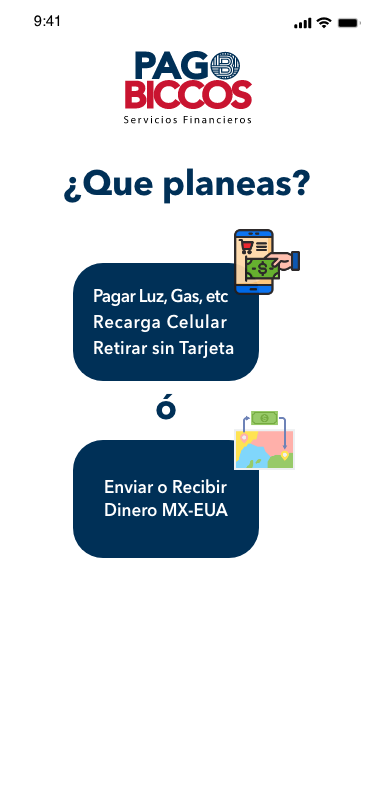 9:41
PAGO
BICCOS
Servicios Financieros
¿Que planeas?
Pagar Luz, Gas, etc
Recarga Celular
Retirar sin Tarjeta
ó
Enviar o Recibir
Dinero MX-EUA